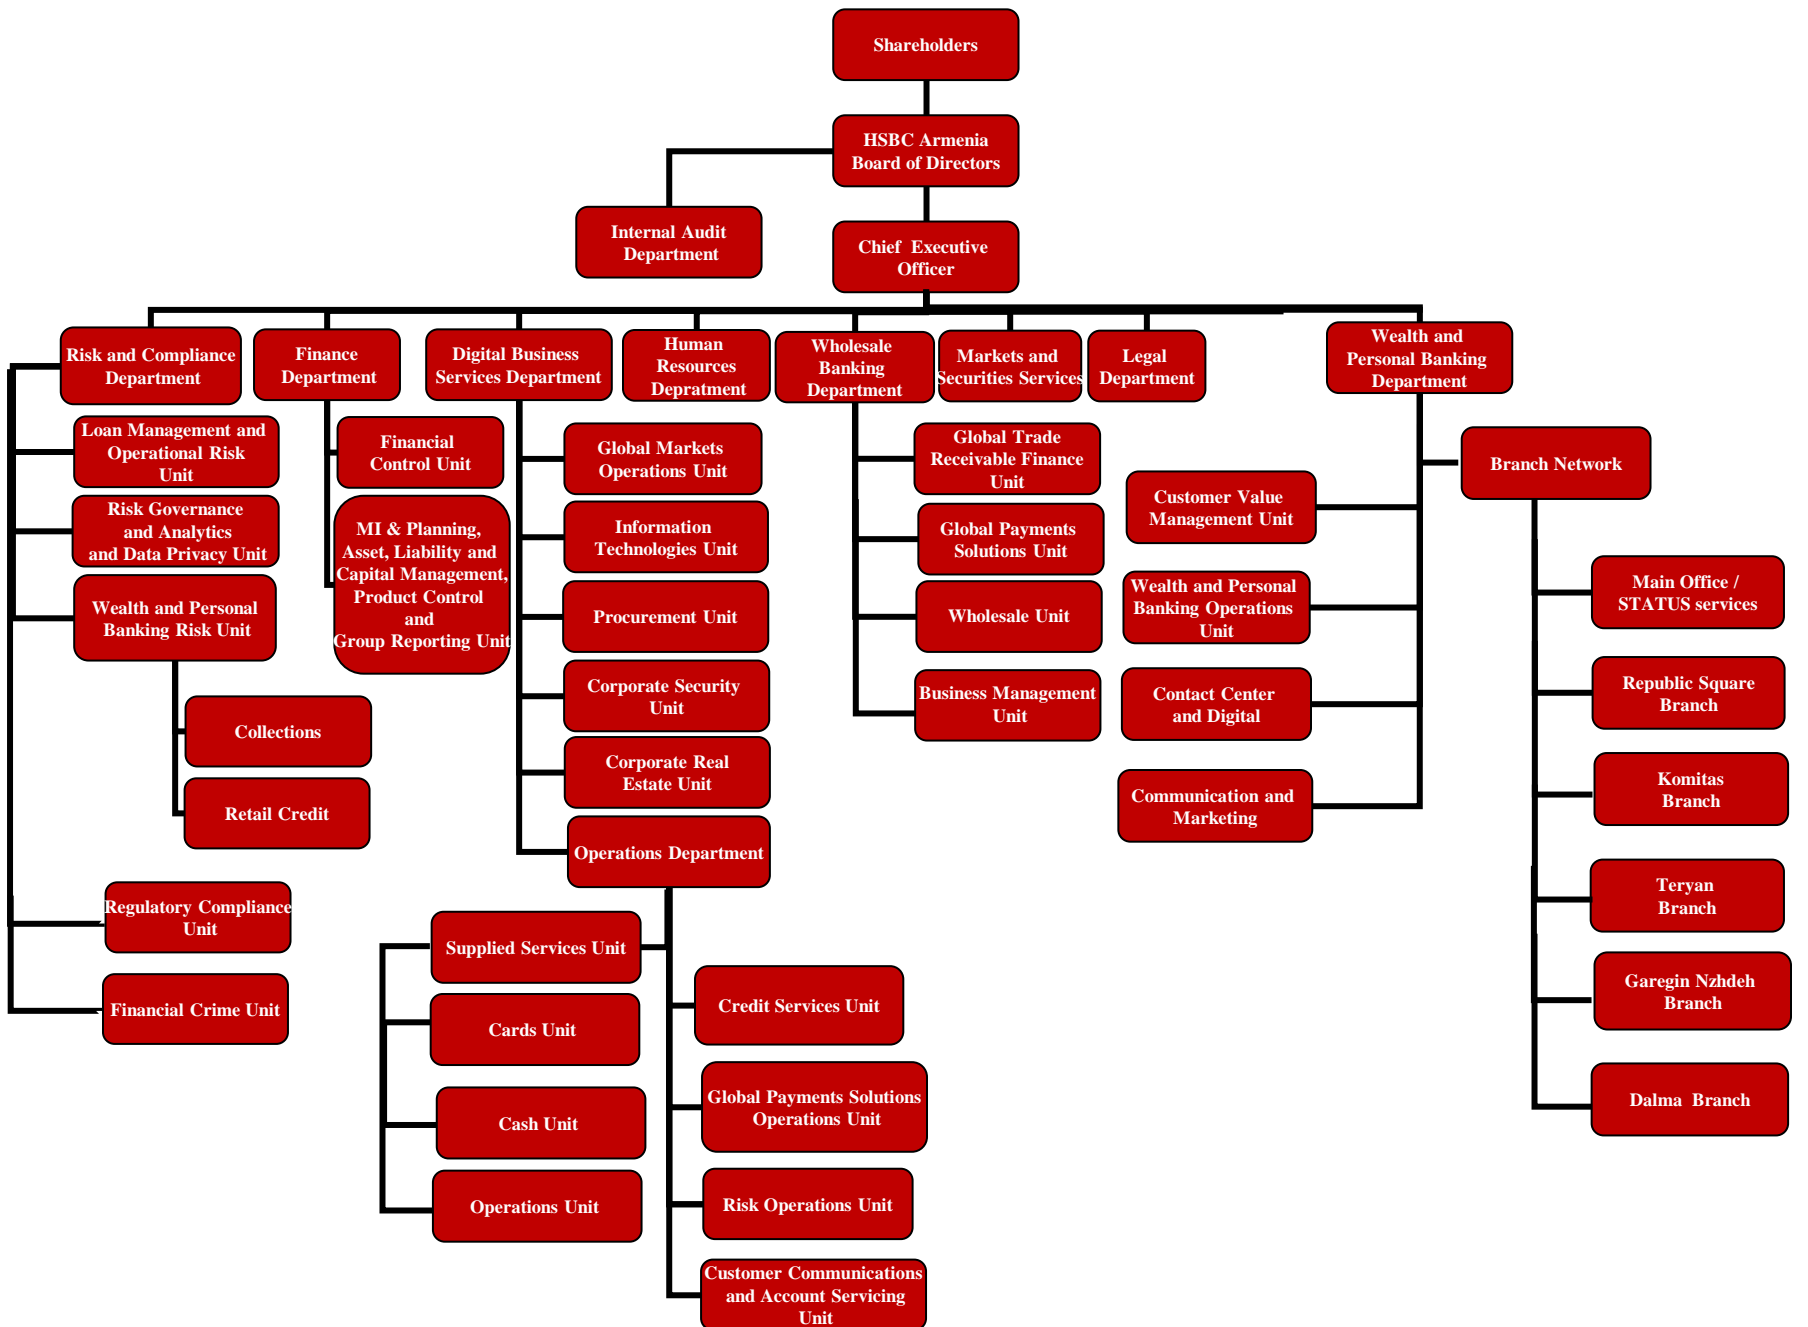 Shareholders
HSBC Armenia
Board of Directors
Internal Audit
Department
Chief Executive
Officer
Risk and Compliance
Department
Finance
Department
Digital Business
Services Department
Human
Resources
Depratment
Wholesale
Banking
Department
Markets and
Securities Services
Legal
Department
Wealth and
Personal Banking
Department
Loan Management and
Operational Risk
Unit
Risk Governance
and Analytics
and Data Privacy Unit
Wealth and Personal
Banking Risk Unit
Collections
Retail Credit
Regulatory Compliance
Unit
Financial Crime Unit
Financial
Control Unit
MI & Planning,
Asset, Liability and
Capital Management,
Product Control
and
Group Reporting Unit
Global Markets
Operations Unit
Information
Technologies Unit
Procurement Unit
Corporate Security
Unit
Corporate Real
Estate Unit
Operations Department
Supplied Services Unit
Cards Unit
Cash Unit
Operations Unit
Credit Services Unit
Global Payments Solutions
Operations Unit
Risk Operations Unit
Customer Communications
and Account Servicing
Unit
Global Trade
Receivable Finance
Unit
Global Payments
Solutions Unit
Wholesale Unit
Business Management
Unit
Customer Value
Management Unit
Wealth and Personal
Banking Operations
Unit
Contact Center
and Digital
Communication and
Marketing
Branch Network
Main Office /
STATUS services
Republic Square
Branch
Komitas
Branch
Teryan
Branch
Garegin Nzhdeh
Branch
Dalma Branch